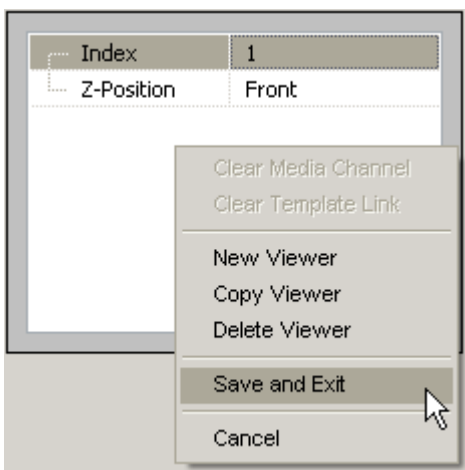 Index 1
Z-Position Front
Clear Media Channel
Clear Template Link
New Viewer
Copy Viewer
Delete Viewer
Save and Exit
Cancel